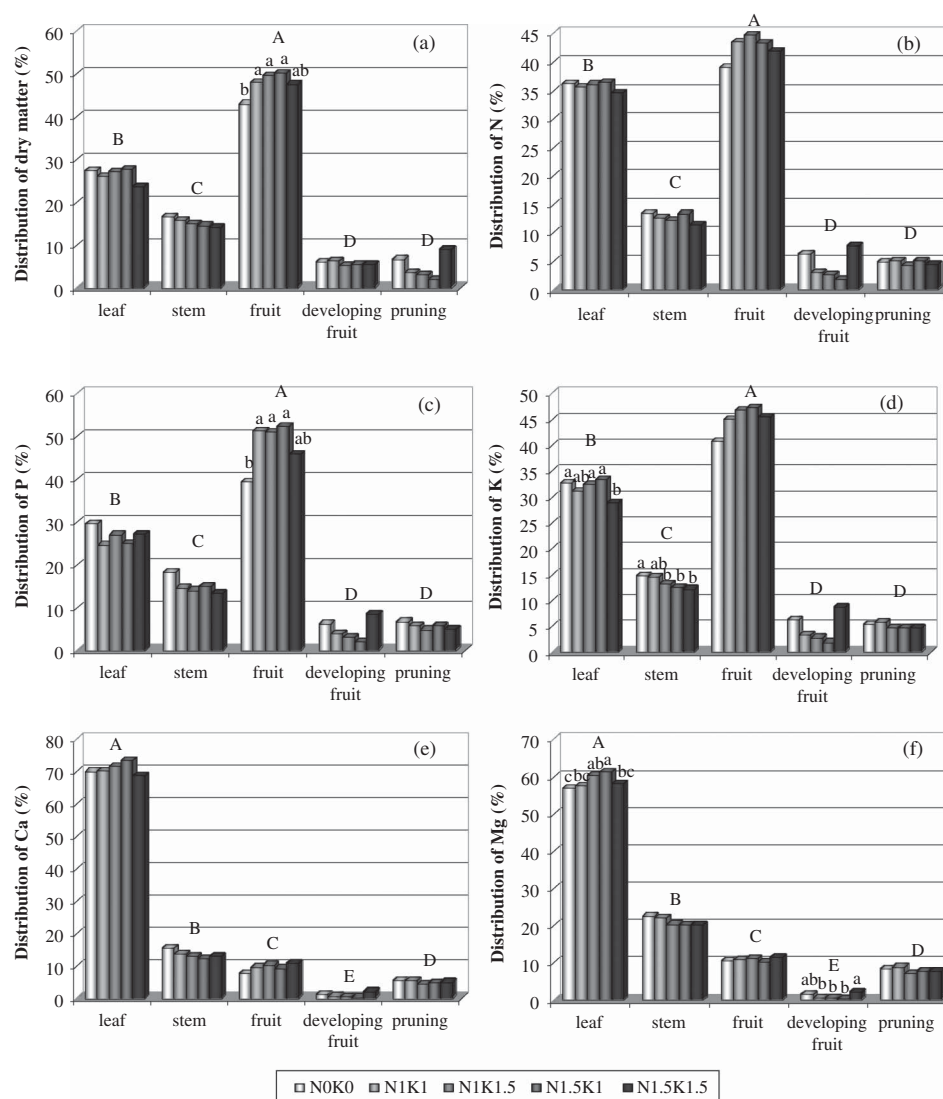 (a)
Distribution of dry matter (%)
60
50
40
30
20
10
0
A
b a a a ab
B
C
D D
leaf stem fruit developing fruit pruning
(b)
Distribution of N (%)
45
40
35
30
25
20
15
10
5
0
A
B
C
D D
leaf stem fruit developing fruit pruning
(c)
Distribution of P (%)
60
50
40
30
20
10
0
A
b a a a ab
B
C
D D
leaf stem fruit developing fruit pruning
(d)
Distribution of K (%)
50
45
40
35
30
25
20
15
10
5
0
A
B
a ab a a b
C
a ab b b b
D D
leaf stem fruit developing fruit pruning
(e)
Distribution of Ca (%)
80
70
60
50
40
30
20
10
0
A
B
C
E
D
leaf stem fruit developing fruit pruning
(f)
Distribution of Mg (%)
70
60
50
40
30
20
10
0
A
c bc ab a bc
B
C
E
ab b b b a
D
leaf stem fruit developing fruit pruning
N0K0 N1K1 N1K1.5 N1.5K1 N1.5K1.5